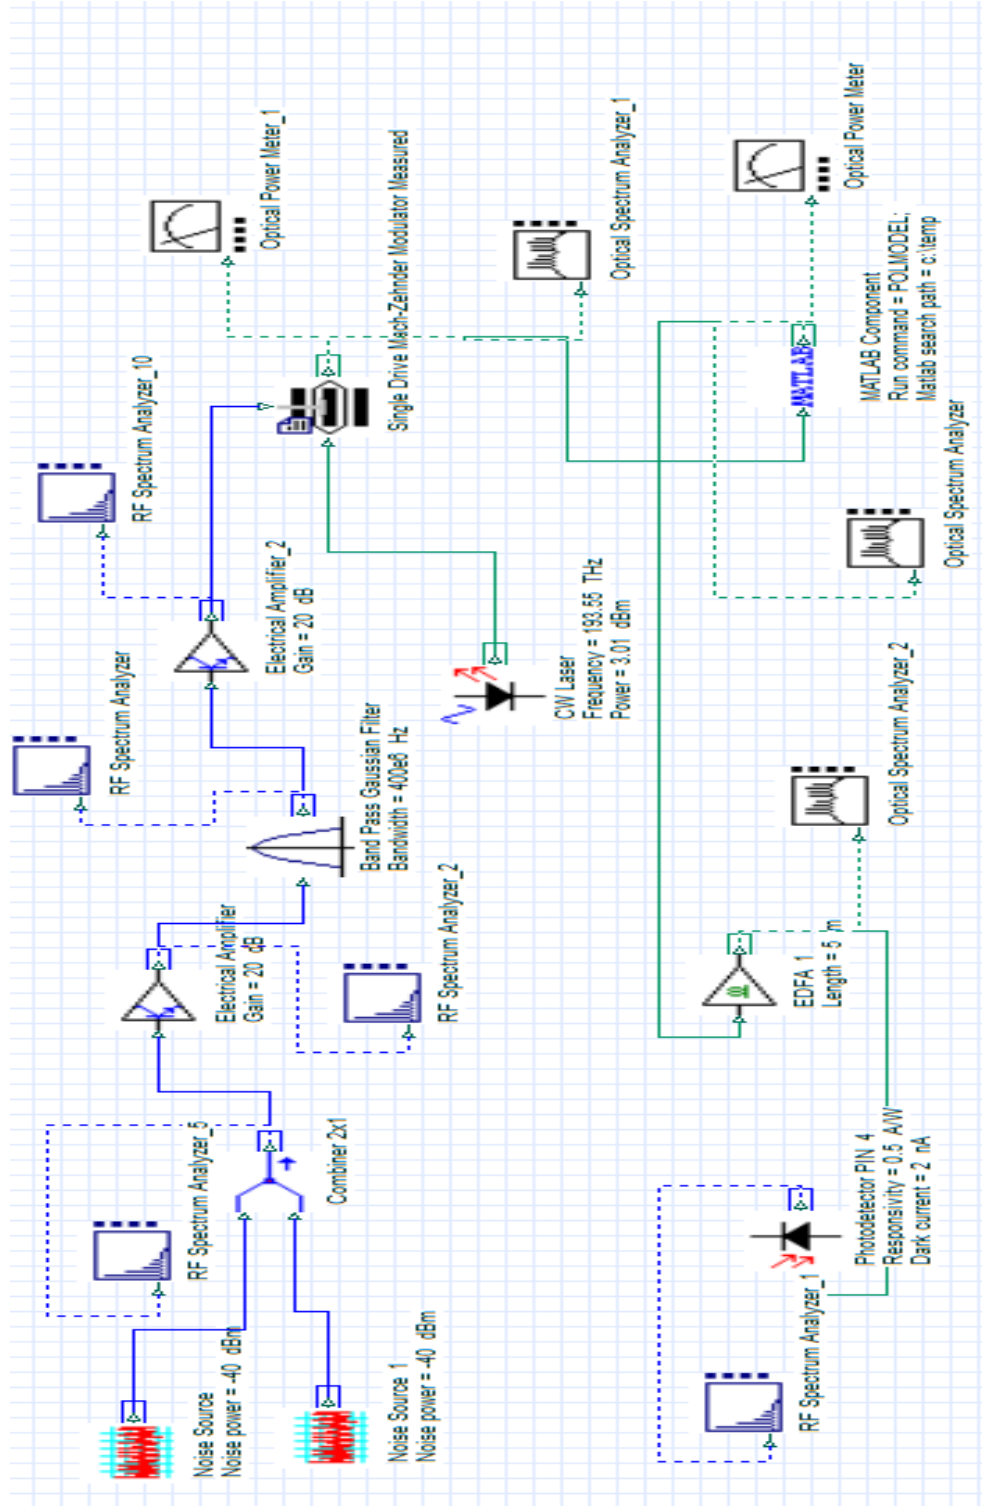 Noise Source
Noise power = -40 dBm
Noise Source 1
Noise power = -40 dBm
RF Spectrum Analyzer_5
Combiner 2x1
Electrical Amplifier
Gain = 20 dB
RF Spectrum Analyzer_2
RF Spectrum Analyzer
Band Pass Gaussian Filter
Bandwidth = 400e6 Hz
Electrical Amplifier_2
Gain = 20 dB
RF Spectrum Analyzer_10
CW Laser
Frequency = 193.55 THz
Power = 3.01 dBm
Single Drive Mach-Zehnder Modulator Measured
Optical Power Meter_1
Optical Spectrum Analyzer_1
RF Spectrum Analyzer_1
Photodetector PIN 4
Responsivity = 0.5 A/W
Dark current = 2 nA
EDFA 1
Length = 5 m
Optical Spectrum Analyzer_2
Optical Spectrum Analyzer
MATLAB
MATLAB Component
Run command = POLMODEL;
Matlab search path = c:\temp
Optical Power Meter